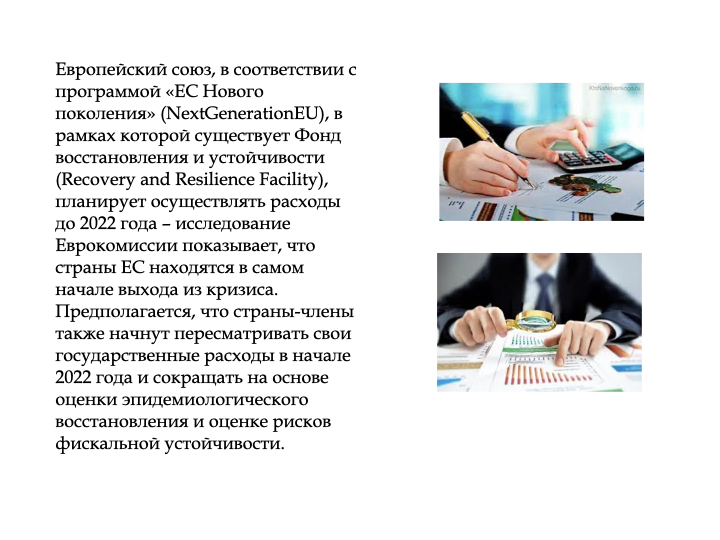 Европейский союз, в соответствии с
программой «ЕС Нового
поколения» (NextGenerationEU), в
рамках которой существует Фонд
восстановления и устойчивости
(Recovery and Resilience Facility),
планирует осуществлять расходы
до 2022 года – исследование
Еврокомиссии показывает, что
страны ЕС находятся в самом
начале выхода из кризиса.
Предполагается, что страны-члены
также начнут пересматривать свои
государственные расходы в начале
2022 года и сокращать на основе
оценки эпидемиологического
восстановления и оценке рисков
фискальной устойчивости.